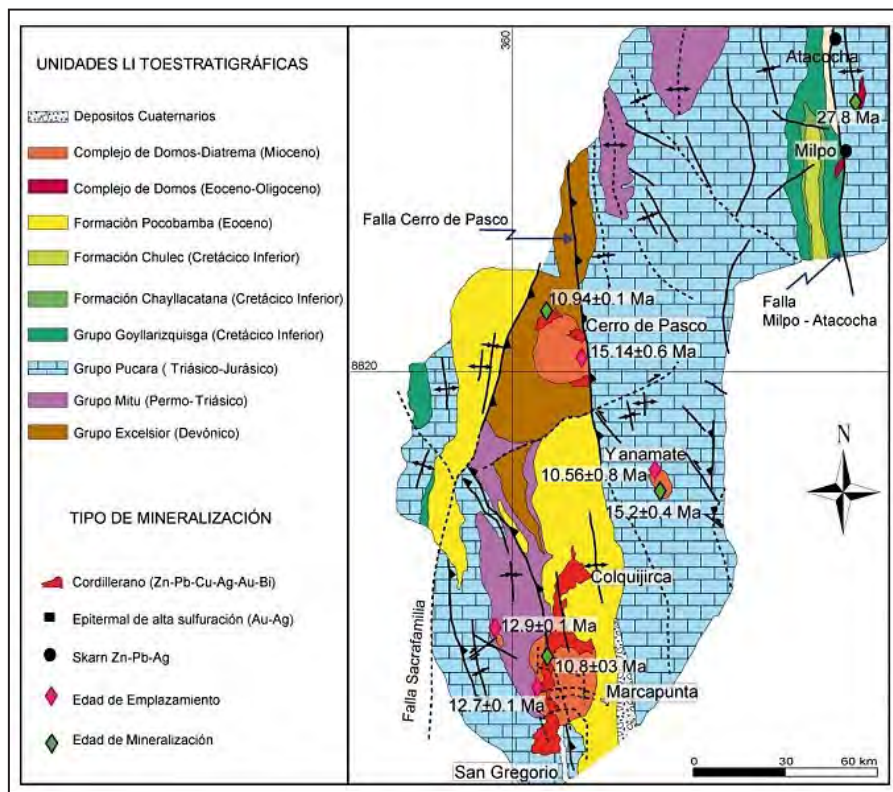 UNIDADES LI TOESTRATIGRÁFICAS
Depositos Cuaternarios
Complejo de Domos-Diatrema (Mioceno)
Complejo de Domos (Eoceno-Oligoceno)
Formación Pocobamba (Eoceno)
Formación Chulec (Cretácico Inferior)
Formación Chayllacatana (Cretácico Inferior)
Grupo Goyllarizquisga (Cretácico Inferior)
Grupo Pucara ( Triásico-Jurásico)
Grupo Mitu (Permo-Triásico)
Grupo Excelsior (Devónico)
TIPO DE MINERALIZACIÓN
Cordillerano (Zn-Pb-Cu-Ag-Au-Bi)
Epitermal de alta sulfuración (Au-Ag)
Skarn Zn-Pb-Ag
Edad de Emplazamiento
Edad de Mineralización
360
Atacocha
27.8 Ma
Milpo
Falla Cerro de Pasco
Falla
Milpo - Atacocha
10.94±0.1 Ma
Cerro de Pasco
15.14±0.6 Ma
8820
Yanamate
10.56±0.8 Ma
15.2±0.4 Ma
N
Colquijirca
Falla Sacrafamilia
12.9±0.1 Ma
10.8±03 Ma
Marcapunta
12.7±0.1 Ma
San Gregorio
0 30 60 km